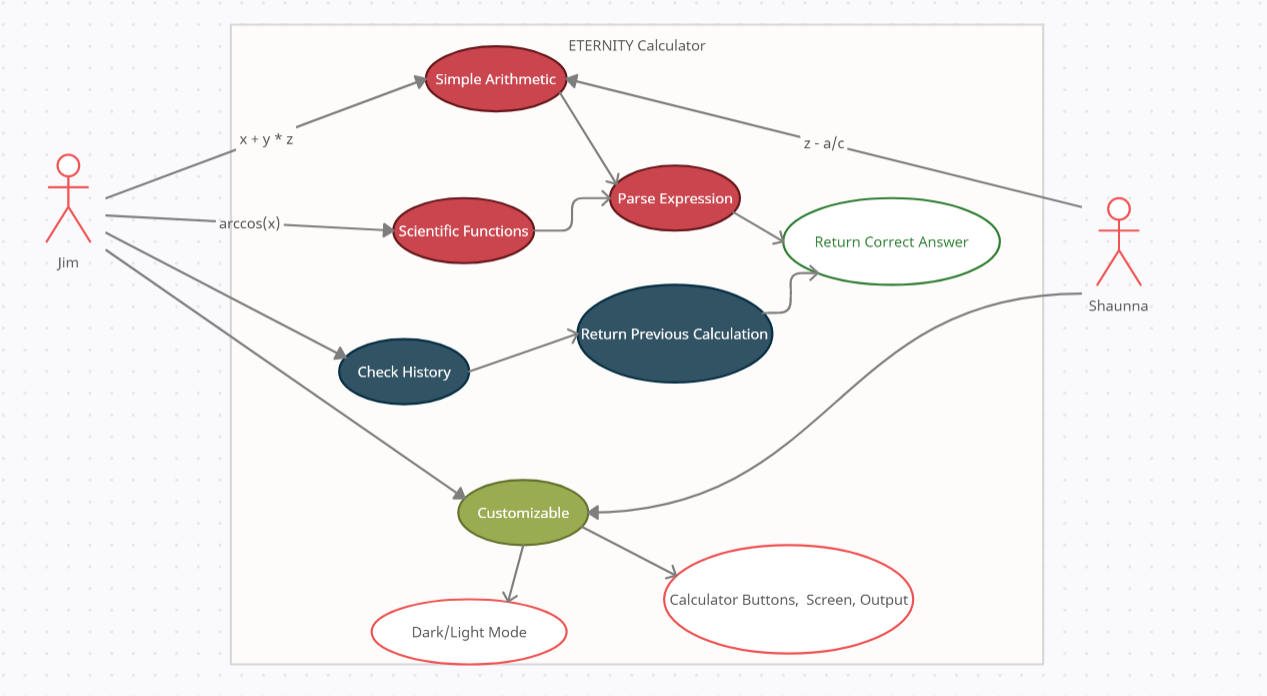 ETERNITY Calculator
Simple Arithmetic
x + y * z
z - a/c
Parse Expression
arccos(x)
Scientific Functions
Return Correct Answer
Jim
Shaunna
Return Previous Calculation
Check History
Customizable
Calculator Buttons,  Screen, Output
Dark/Light Mode